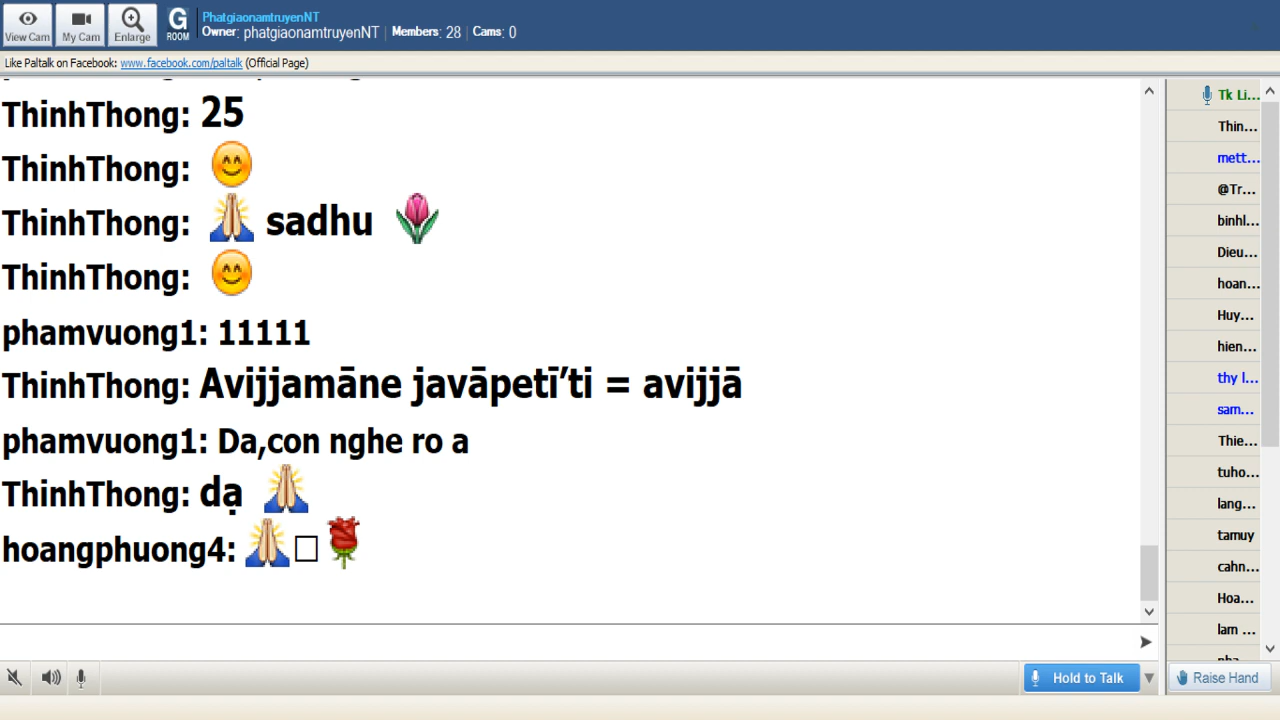 View Cam
My Cam
Enlarge
G
ROOM
PhatgiaonamtruyenNT
Owner: phatgiaonamtruyenNT Members: 28 Cams: 0
Like Paltalk on Facebook: www.facebook.com/paltalk (Official Page)
ThinhThong: 25
ThinhThong: 😊
ThinhThong: 🙏 sadhu 🌷
ThinhThong: 😊
phamvuong1: 11111
ThinhThong: Avijjamāne javāpetī’ti = avijjā
phamvuong1: Da,con nghe ro a
ThinhThong: dạ 🙏
hoangphuong4: 🙏□🌹
Tk Li...
Thin...
mett...
@Tr...
binhl...
Dieu...
hoan...
Huy...
hien...
thy l...
sam...
Thie...
tuho...
lang...
tamuy
cahn...
Hoa...
lam ...
Hold to Talk
Raise Hand